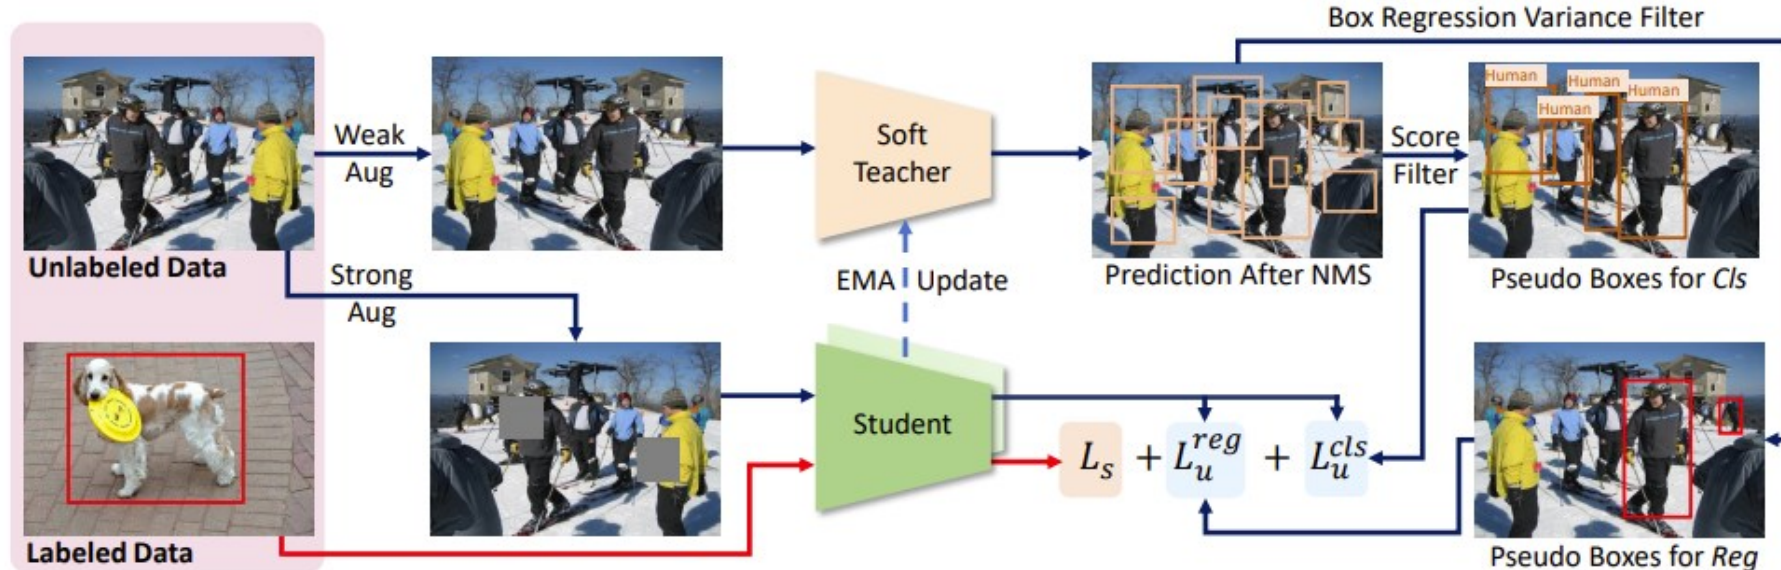 Box Regression Variance Filter
Weak
Aug
Soft
Teacher
Score
Filter
Human
Human
Human
Human
Unlabeled Data
Strong
Aug
EMA Update
Prediction After NMS
Pseudo Boxes for Cls
Student
L_s + L_u^{reg} + L_u^{cls}
Labeled Data
Pseudo Boxes for Reg